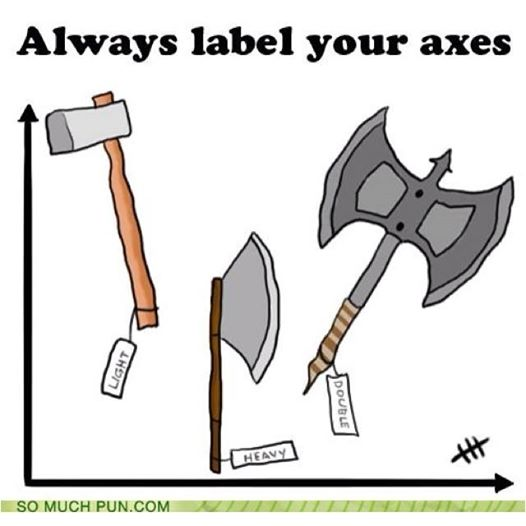 Always label your axes
LIGHT
HEAVY
DOUBLE
SO MUCH PUN.COM